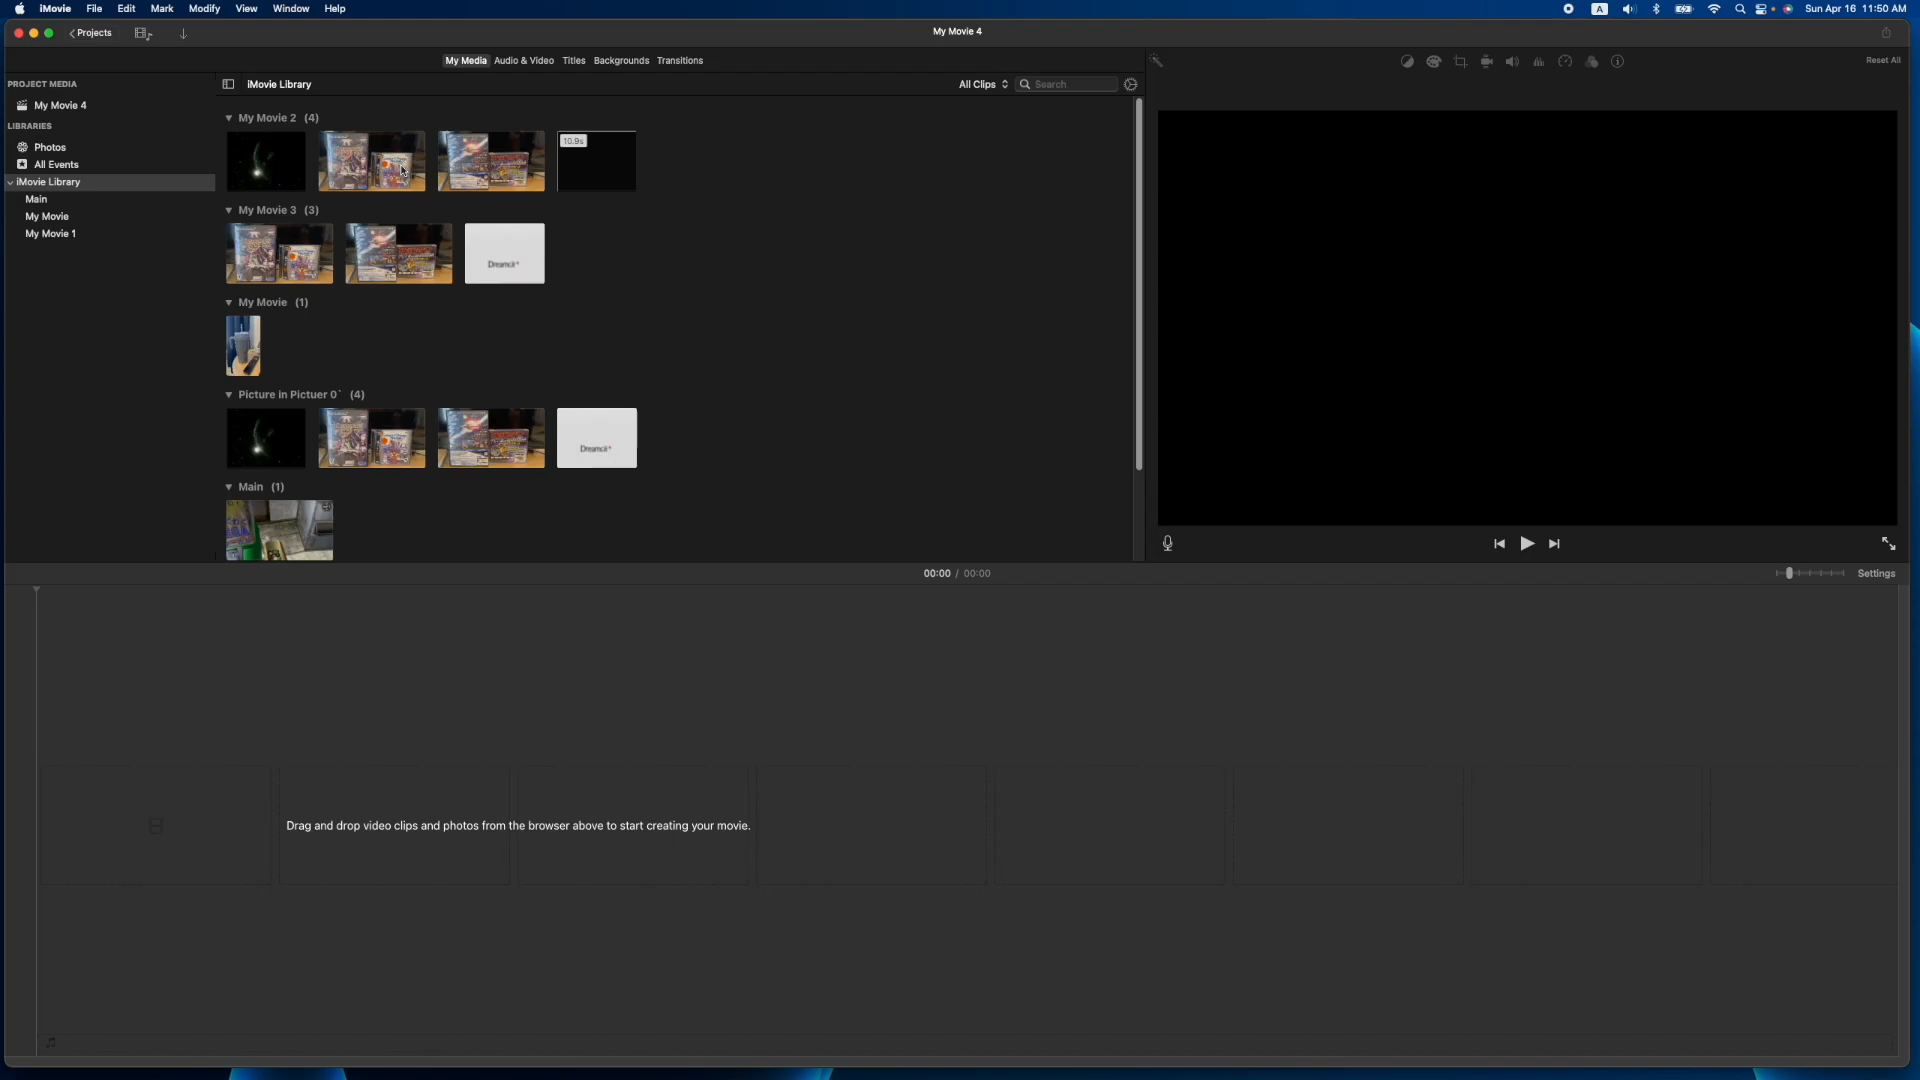 iMovie File Edit Mark Modify View Window Help
A Sun Apr 16 11:50 AM
Projects
My Movie 4
My Media Audio & Video Titles Backgrounds Transitions
Reset All
PROJECT MEDIA
My Movie 4
LIBRARIES
Photos
All Events
iMovie Library
Main
My Movie
My Movie 1
iMovie Library
All Clips
Search
My Movie 2 (4)
10.9s
My Movie 3 (3)
My Movie (1)
Picture in Pictuer 0` (4)
Main (1)
00:00 / 00:00
Settings
Drag and drop video clips and photos from the browser above to start creating your movie.